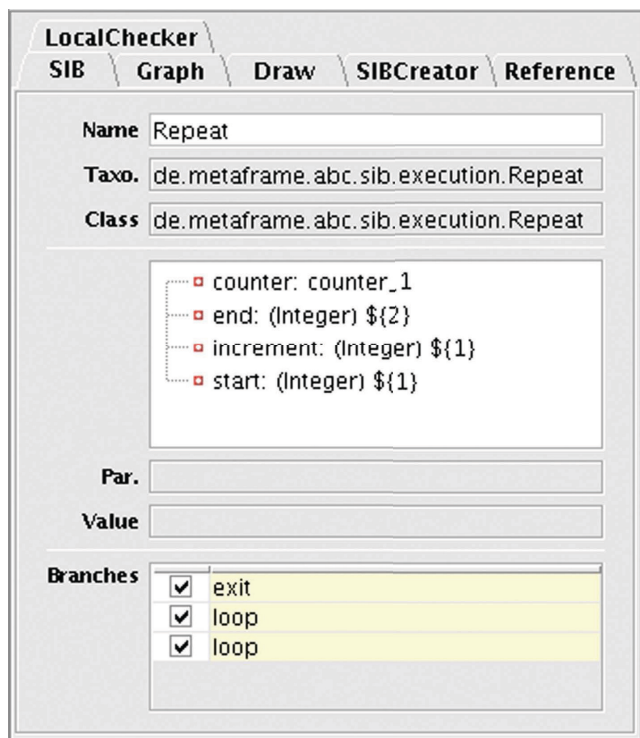 LocalChecker
SIB Graph Draw SIBCreator Reference
Name Repeat
Taxo. de.metaframe.abc.sib.execution.Repeat
Class de.metaframe.abc.sib.execution.Repeat
counter: counter_1
end: (Integer) ${2}
increment: (Integer) ${1}
start: (Integer) ${1}
Par.
Value
Branches
exit
loop
loop